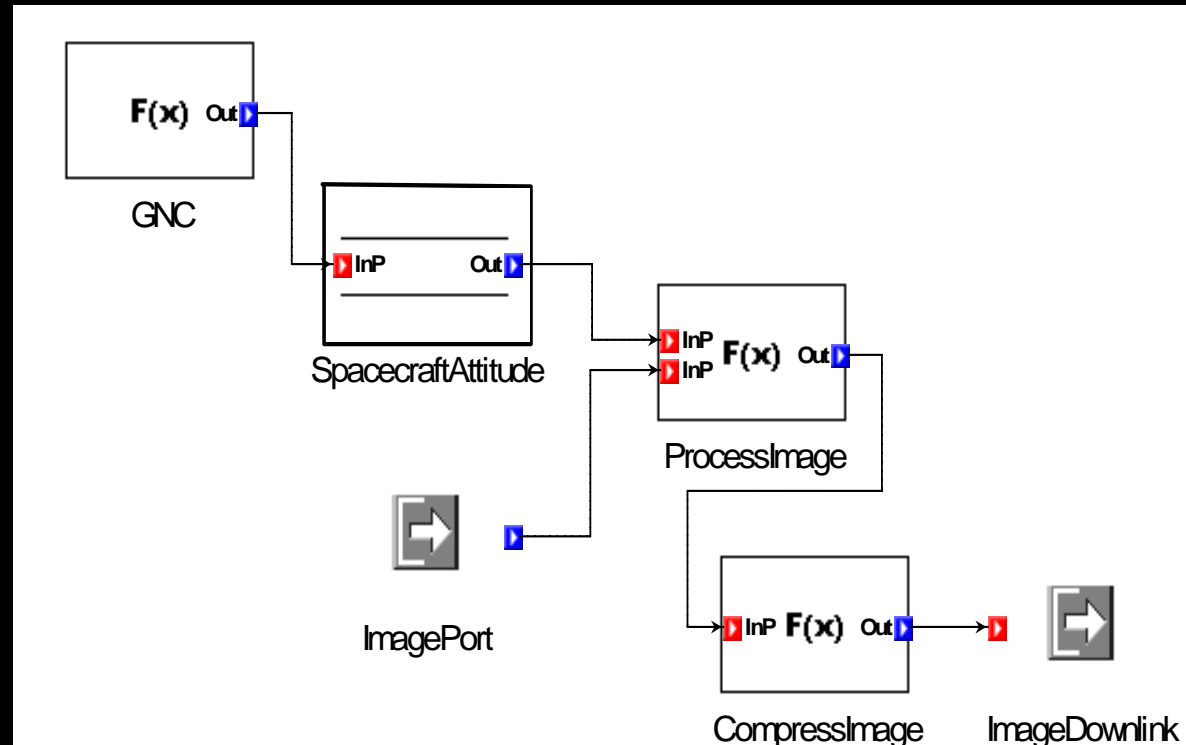 F(x) Out
GNC
InP Out
SpacecraftAttitude
InP
F(x) Out
InP
ProcessImage
ImagePort
InP F(x) Out
CompressImage
ImageDownlink